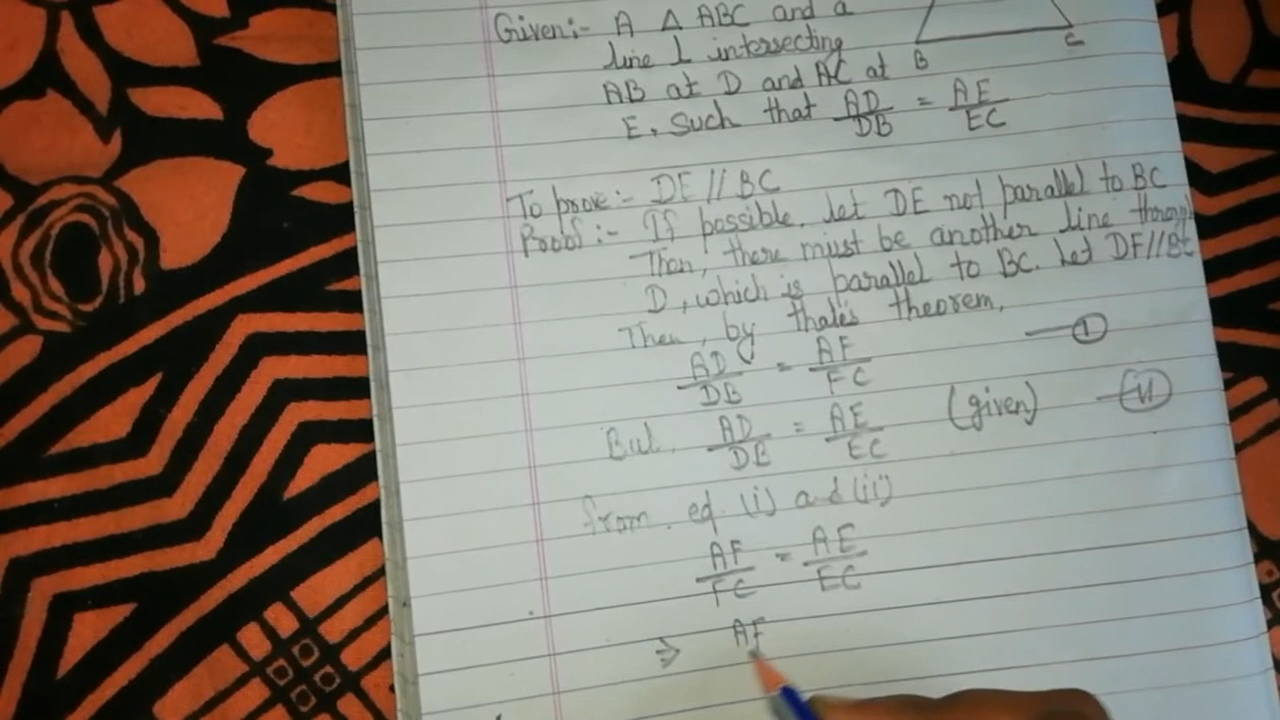 Given:- A Δ ABC and a
line l intersecting
AB at D and AC at
E, Such that AD/DB = AE/EC
B
C
To prove:- DE // BC
Proof:- If possible, let DE not parallel to BC
Then, there must be another line through
D, which is parallel to BC. Let DF//BC
Then, by thale's theorem,
AD/DB = AF/FC —(I)
But, AD/DB = AE/EC (given) —(II)
from eq. (i) and (ii)
AF/FC = AE/EC
⇒ AF